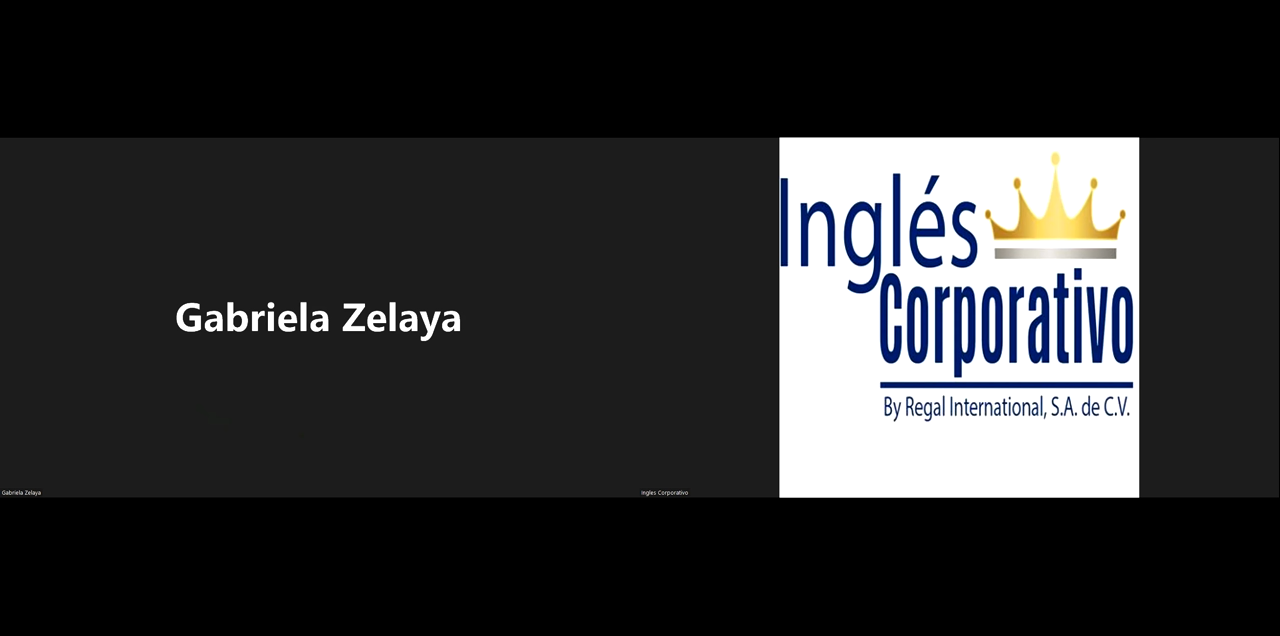 Gabriela Zelaya
Gabriela Zelaya
Inglés
Corporativo
By Regal International, S.A. de C.V.
Ingles Corporativo